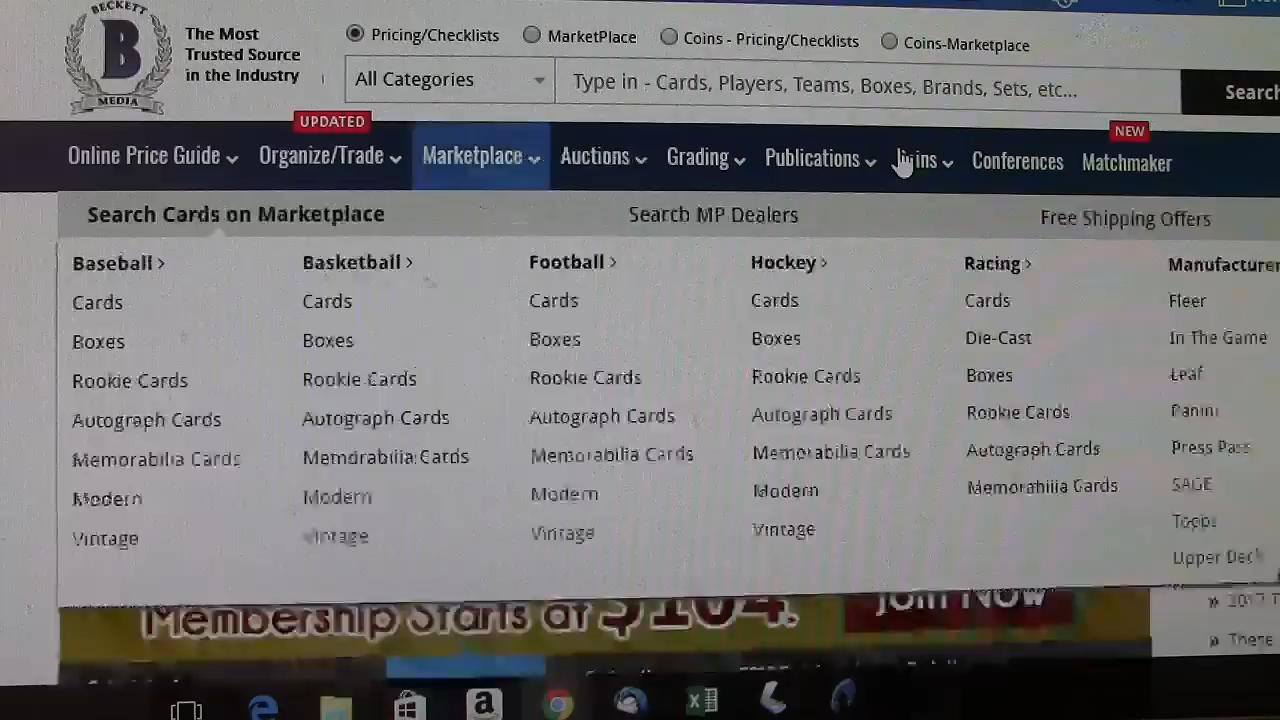 BECKETT
B
MEDIA
The Most
Trusted Source
in the Industry
Pricing/Checklists MarketPlace Coins - Pricing/Checklists Coins-Marketplace
All Categories Type in - Cards, Players, Teams, Boxes, Brands, Sets, etc... Search
UPDATED NEW
Online Price Guide Organize/Trade Marketplace Auctions Grading Publications Conferences Matchmaker
Search Cards on Marketplace Search MP Dealers Free Shipping Offers
Baseball > Basketball > Football > Hockey > Racing > Manufacturer
Cards Cards Cards Cards Cards Fleer
Boxes Boxes Boxes Boxes Die-Cast In The Game
Rookie Cards Rookie Cards Rookie Cards Rookie Cards Boxes Leaf
Autograph Cards Autograph Cards Autograph Cards Autograph Cards Rookie Cards Panini
Memorabilia Cards Memorabilia Cards Memorabilia Cards Memorabilia Cards Autograph Cards Press Pass
Modern Modern Modern Modern Memorabilia Cards SAGE
Vintage Vintage Vintage Vintage Topps
Upper Deck
Membership Starts at $104. Join Now
» 2017
» These
a